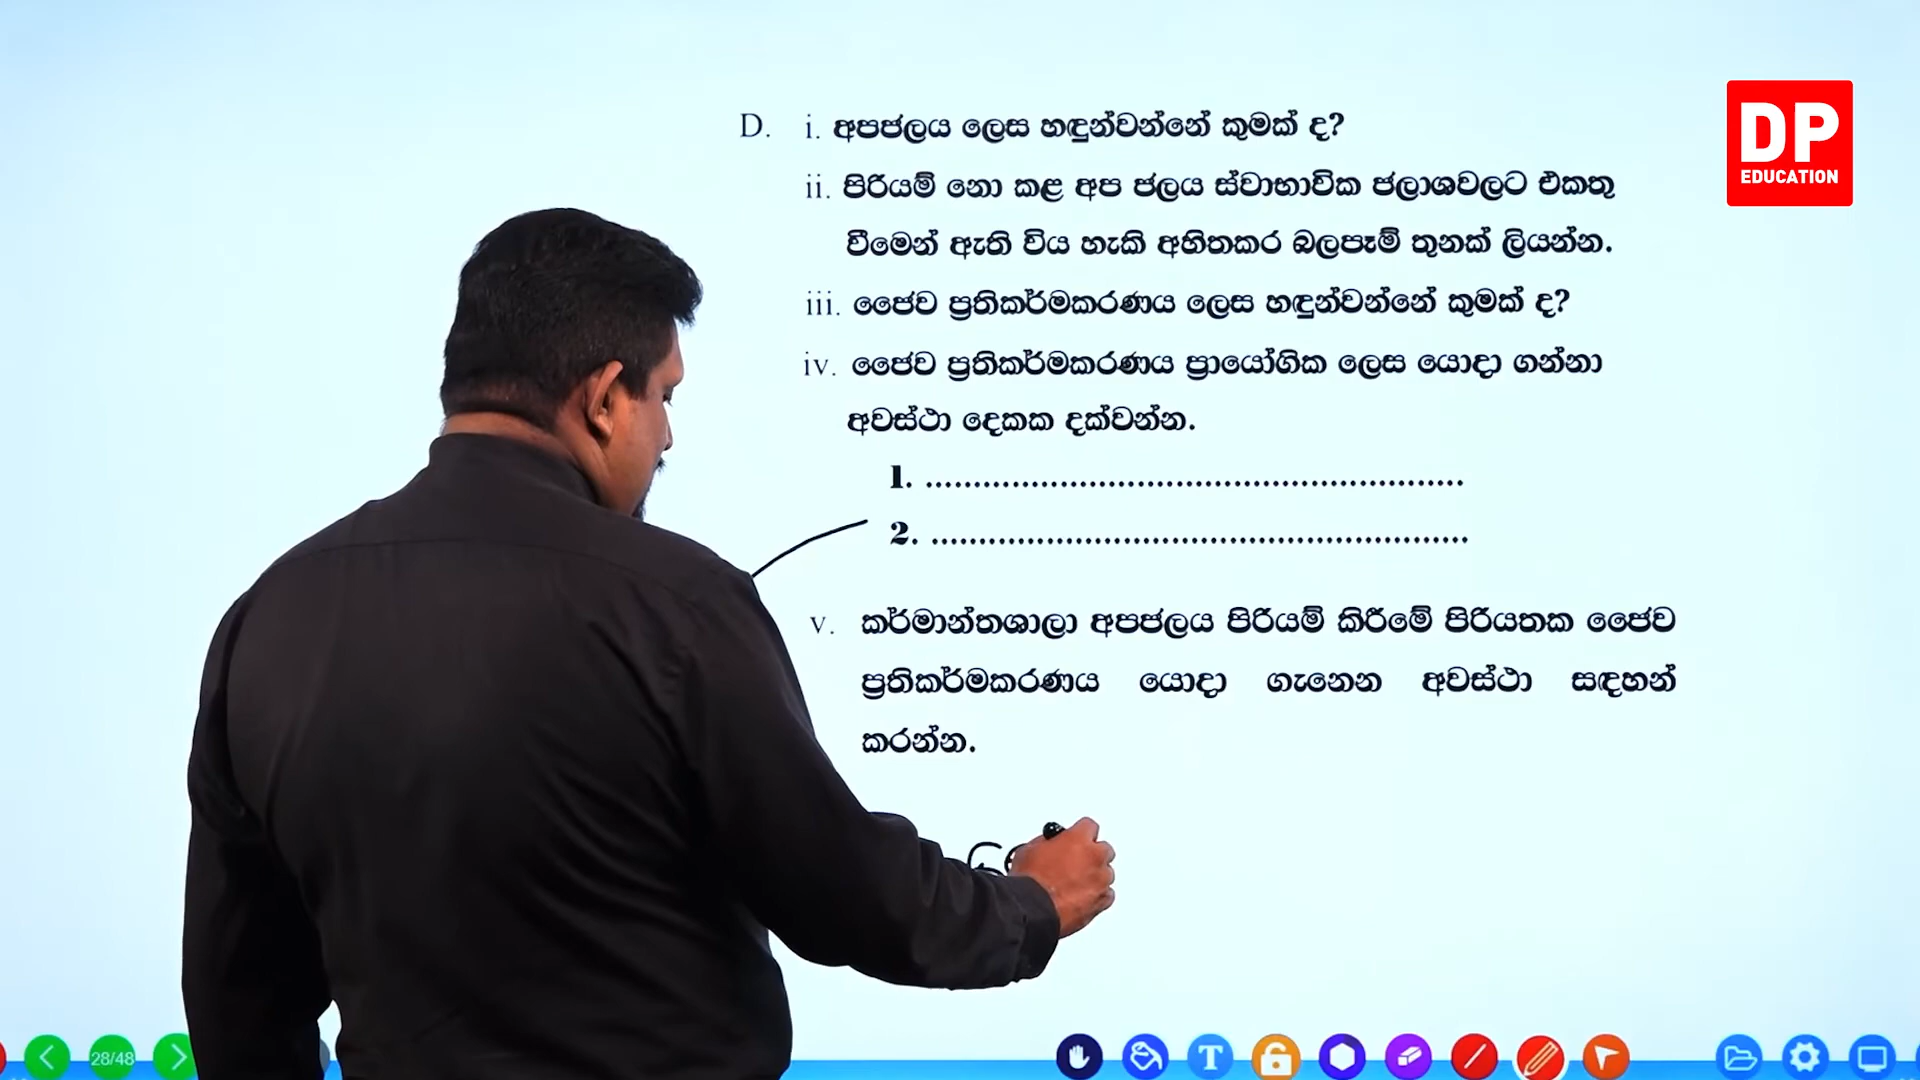 DP
EDUCATION
D. i. අපජලය ලෙස හඳුන්වන්නේ කුමක් ද?
ii. පිරියම් නො කළ අප ජලය ස්වාභාවික ජලාශවලට එකතු
වීමෙන් ඇති විය හැකි අහිතකර බලපෑම් තුනක් ලියන්න.
iii. ජෛව ප්‍රතිකර්මකරණය ලෙස හඳුන්වන්නේ කුමක් ද?
iv. ජෛව ප්‍රතිකර්මකරණය ප්‍රායෝගික ලෙස යොදා ගන්නා
අවස්ථා දෙකක දක්වන්න.
1. ........................................................
2. ........................................................
v. කර්මාන්තශාලා අපජලය පිරියම් කිරීමේ පිරියතක ජෛව
ප්‍රතිකර්මකරණය යොදා ගැනෙන අවස්ථා සඳහන්
කරන්න.
28/48
T